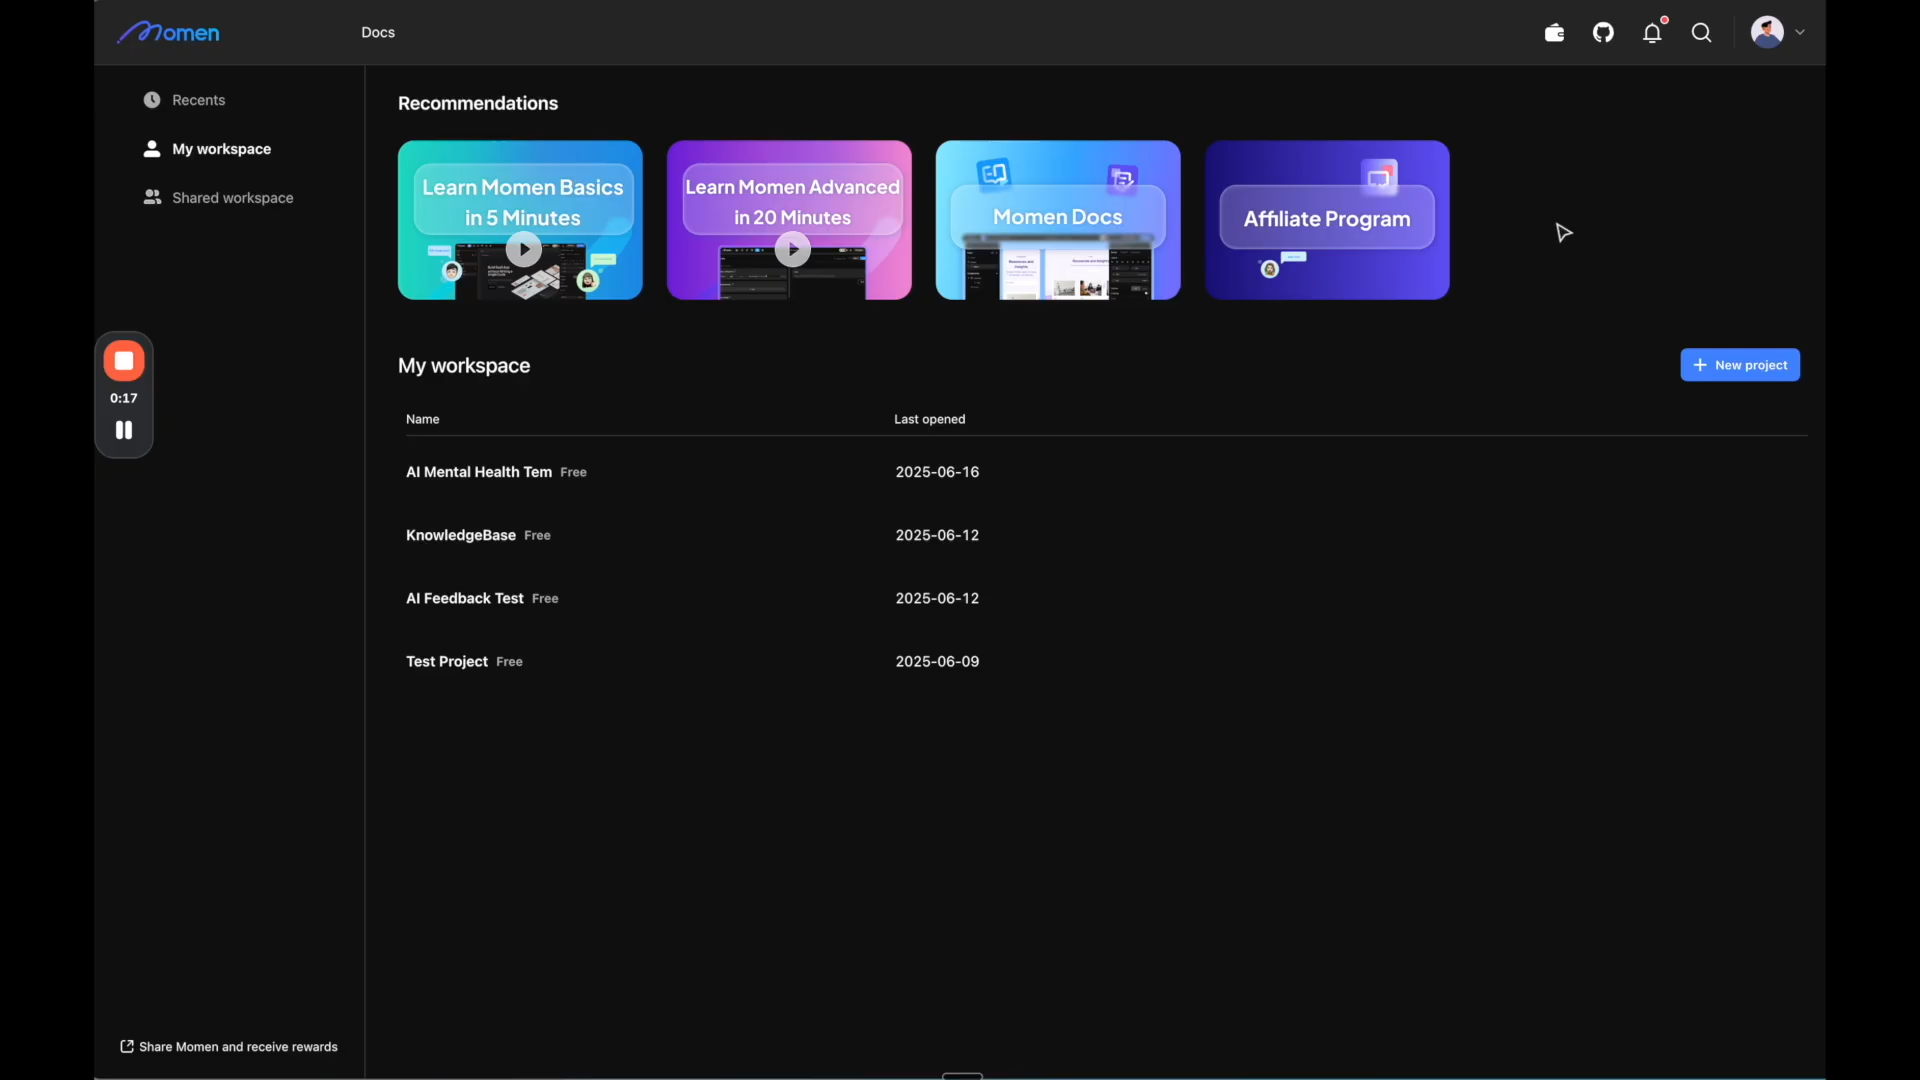 Momen
Docs
Recents
My workspace
Shared workspace
Recommendations
Learn Momen Basics
in 5 Minutes
Learn Momen Advanced
in 20 Minutes
Momen Docs
Affiliate Program
0:17
My workspace
New project
Name
Last opened
AI Mental Health Tem Free
2025-06-16
KnowledgeBase Free
2025-06-12
AI Feedback Test Free
2025-06-12
Test Project Free
2025-06-09
Share Momen and receive rewards